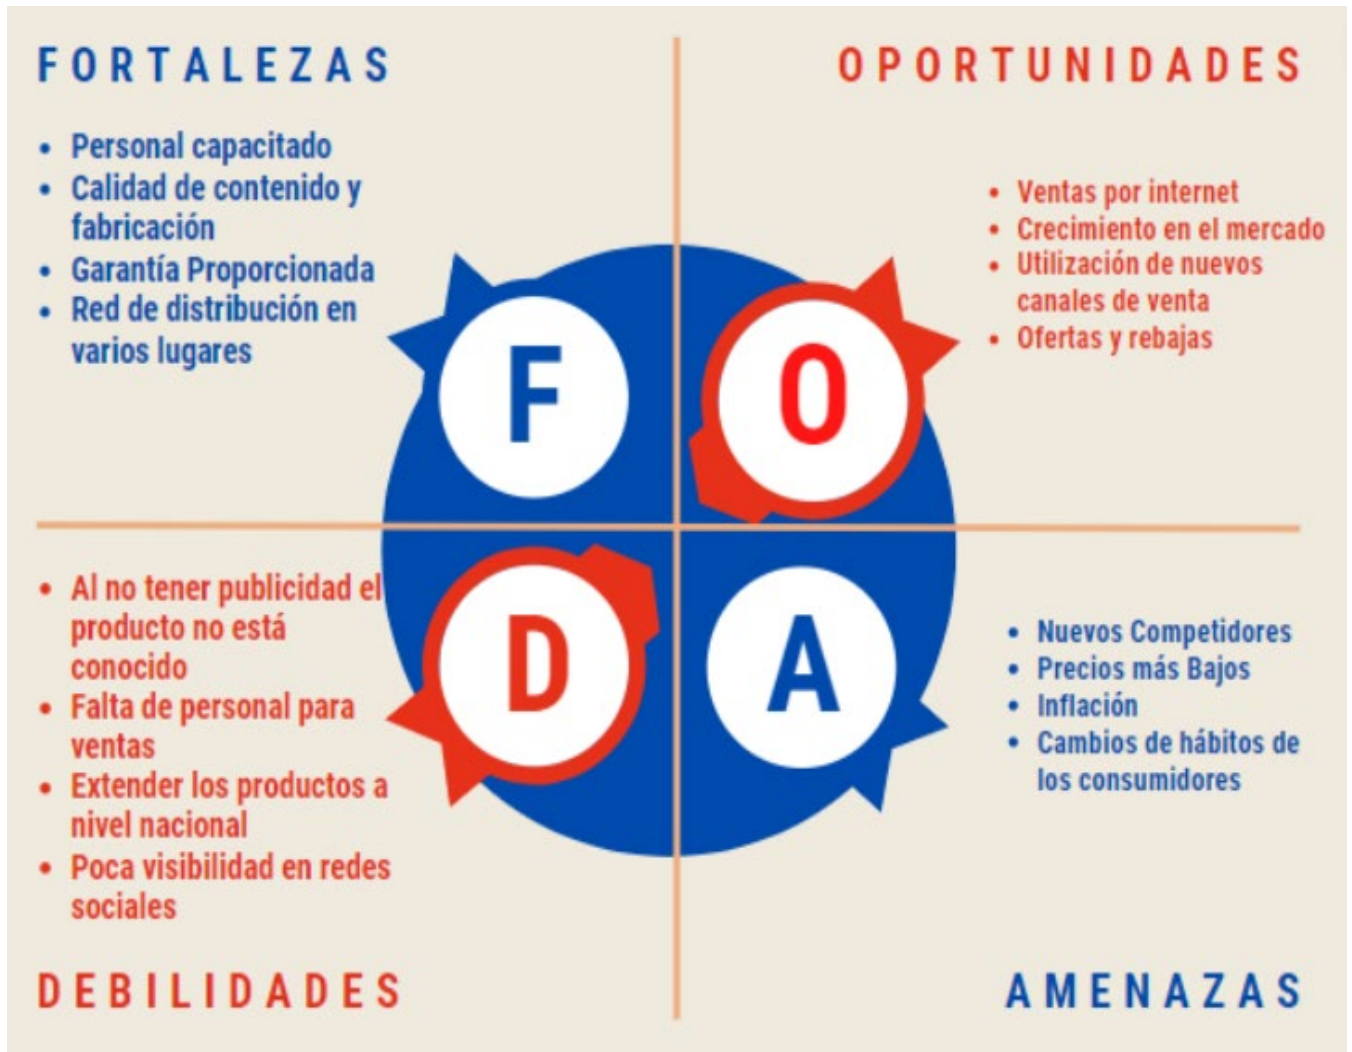 FORTALEZAS
• Personal capacitado
• Calidad de contenido y
fabricación
• Garantía Proporcionada
• Red de distribución en
varios lugares
OPORTUNIDADES
• Ventas por internet
• Crecimiento en el mercado
• Utilización de nuevos
canales de venta
• Ofertas y rebajas
F
O
D
A
• Al no tener publicidad el
producto no está
conocido
• Falta de personal para
ventas
• Extender los productos a
nivel nacional
• Poca visibilidad en redes
sociales
DEBILIDADES
• Nuevos Competidores
• Precios más Bajos
• Inflación
• Cambios de hábitos de
los consumidores
AMENAZAS